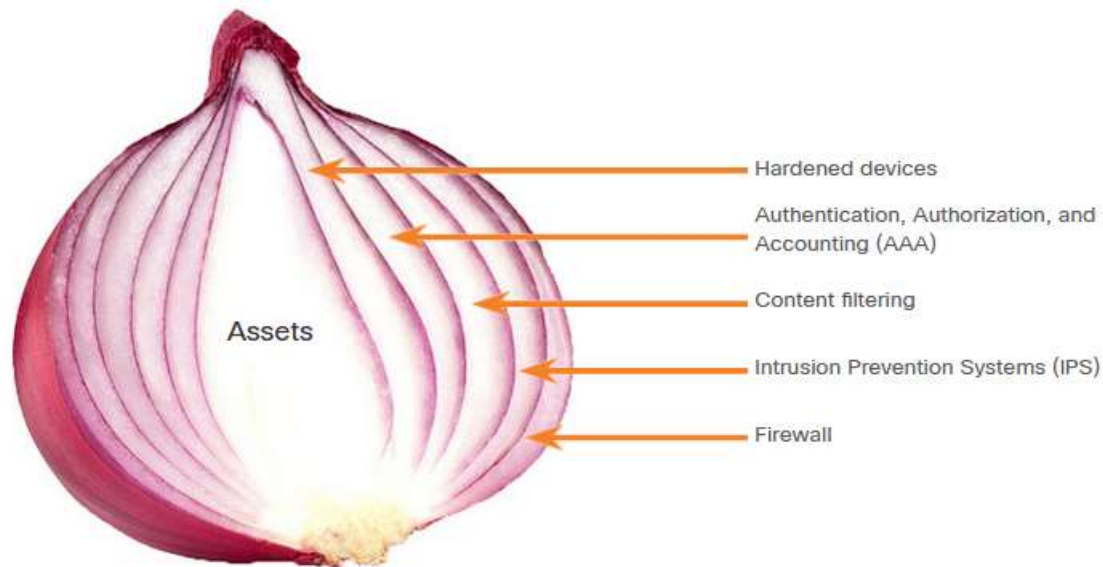 Hardened devices
Authentication, Authorization, and
Accounting (AAA)
Content filtering
Assets
Intrusion Prevention Systems (IPS)
Firewall